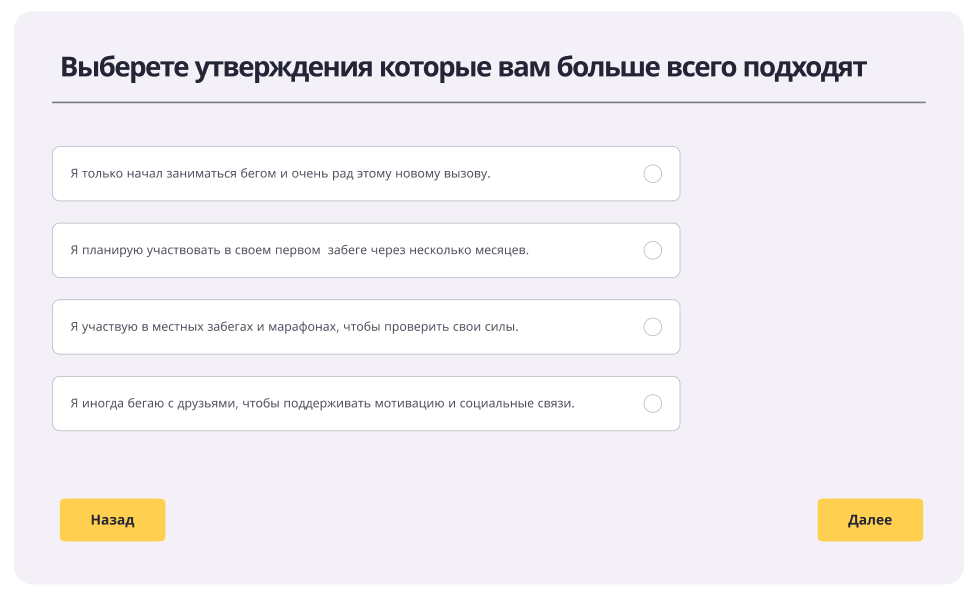 Выберете утверждения которые вам больше всего подходят
Я только начал заниматься бегом и очень рад этому новому вызову.
Я планирую участвовать в своем первом  забеге через несколько месяцев.
Я участвую в местных забегах и марафонах, чтобы проверить свои силы.
Я иногда бегаю с друзьями, чтобы поддерживать мотивацию и социальные связи.
Назад
Далее